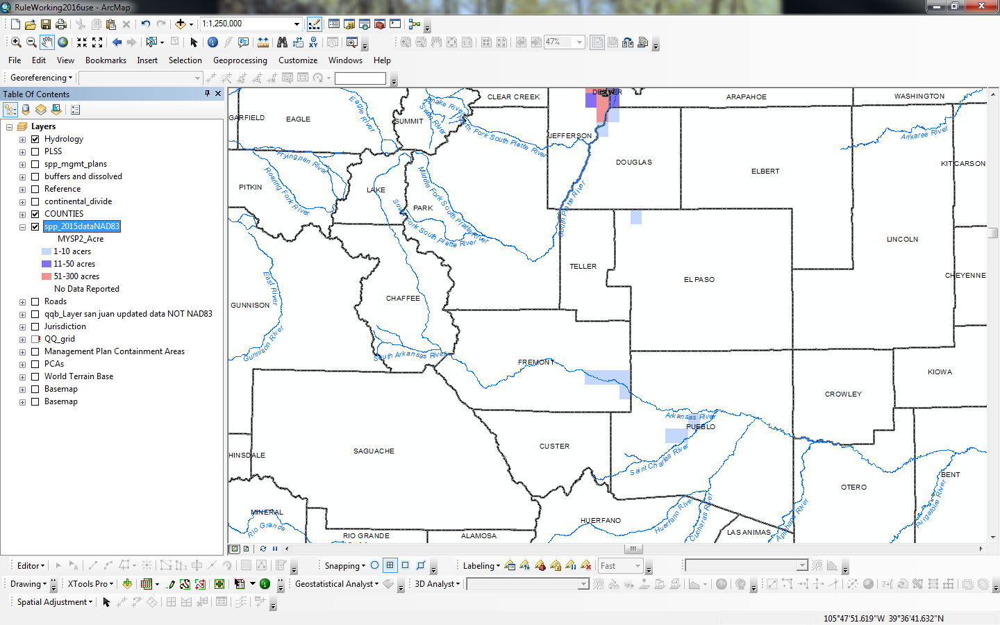 RuleWorking2016use - ArcMap
1:1,250,000
47%
File Edit View Bookmarks Insert Selection Geoprocessing Customize Windows Help
Georeferencing
Table Of Contents
Layers
Hydrology
PLSS
spp_mgmt_plans
buffers and dissolved
Reference
continental_divide
COUNTIES
spp_2015dataNAD83
MYSP2_Acre
1-10 acers
11-50 acres
51-300 acres
No Data Reported
Roads
qqb_Layer san juan updated data NOT NAD83
Jurisdiction
QQ_grid
Management Plan Containment Areas
PCAs
World Terrain Base
Basemap
Basemap
CLEAR CREEK
ARAPAHOE
WASHINGTON
GARFIELD
EAGLE
Eagle River
SUMMIT
Snake River
North Fork South Platte River
JEFFERSON
Arikaree River
Fryingpan River
DOUGLAS
ELBERT
KIT CARSON
PITKIN
Roaring Fork River
LAKE
Middle Fork South Platte River
PARK
South Fork South Platte River
South Platte River
LINCOLN
TELLER
EL PASO
CHEYENNE
East River
GUNNISON
CHAFFEE
Gunnison River
South Arkansas River
FREMONT
KIOWA
CROWLEY
Arkansas River
PUEBLO
HINSDALE
SAGUACHE
CUSTER
Saint Charles River
BENT
OTERO
MINERAL
Rio Grande
HUERFANO
Huerfano River
Cucharas River
Apishapa River
Purgatoire River
LAS ANIMAS
RIO GRANDE
ALAMOSA
Editor
Snapping
Labeling
Fast
Drawing
XTools Pro
Geostatistical Analyst
3D Analyst
Spatial Adjustment
105°47'51.619"W 39°36'41.632"N